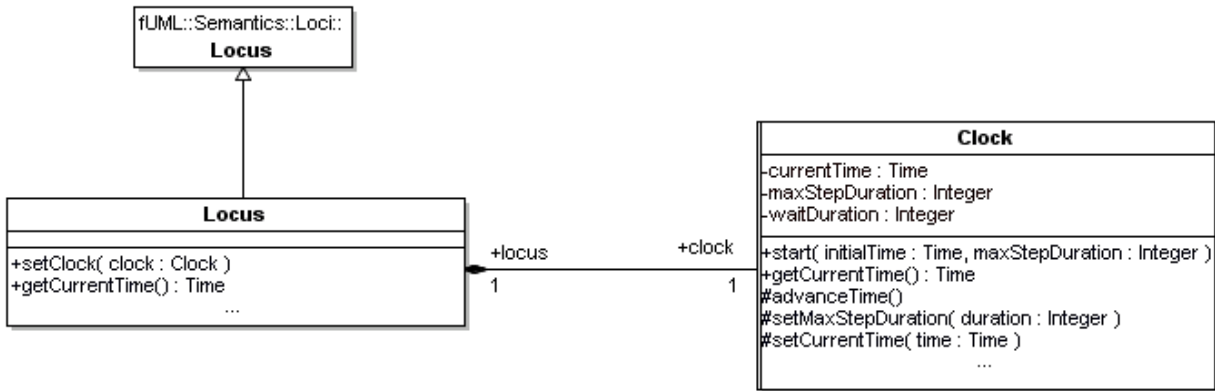 fUML::Semantics::Loci::
Locus
Locus
+setClock( clock : Clock )
+getCurrentTime() : Time
...
+locus
1
+clock
1
Clock
-currentTime : Time
-maxStepDuration : Integer
-waitDuration : Integer
+start( initialTime : Time, maxStepDuration : Integer )
+getCurrentTime() : Time
#advanceTime()
#setMaxStepDuration( duration : Integer )
#setCurrentTime( time : Time )
...